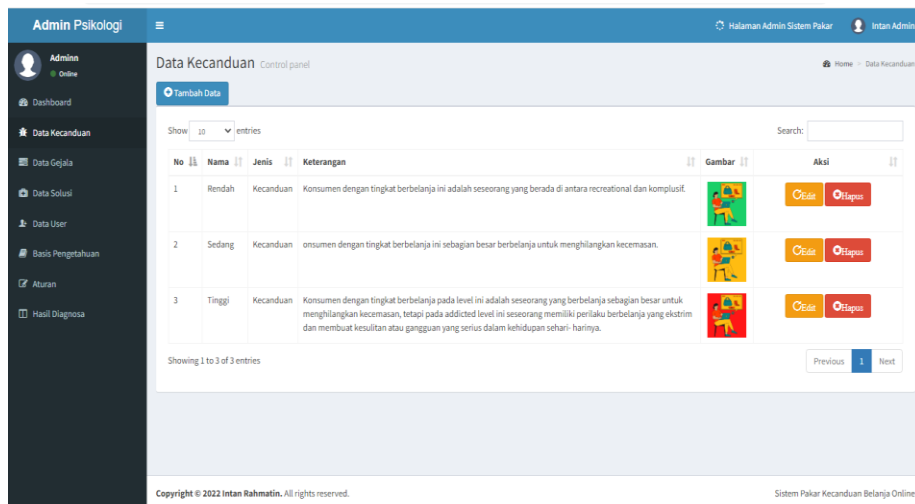 Admin Psikologi
Halaman Admin Sistem Pakar
Intan Admin
Adminn
Online
Dashboard
Data Kecanduan
Data Gejala
Data Solusi
Data User
Basis Pengetahuan
Aturan
Hasil Diagnosa
Data Kecanduan Control panel
Home > Data Kecanduan
Tambah Data
Show 10 entries
Search:
No Nama Jenis Keterangan Gambar Aksi
1 Rendah Kecanduan Konsumen dengan tingkat berbelanja ini adalah seseorang yang berada di antara recreational dan komplusif. Edit Hapus
2 Sedang Kecanduan onsumen dengan tingkat berbelanja ini sebagian besar berbelanja untuk menghilangkan kecemasan. Edit Hapus
3 Tinggi Kecanduan Konsumen dengan tingkat berbelanja pada level ini adalah seseorang yang berbelanja sebagian besar untuk Edit Hapus
menghilangkan kecemasan, tetapi pada addicted level ini seseorang memiliki perilaku berbelanja yang ekstrim
dan membuat kesulitan atau gangguan yang serius dalam kehidupan sehari- harinya.
Showing 1 to 3 of 3 entries
Previous 1 Next
Copyright © 2022 Intan Rahmatin. All rights reserved.
Sistem Pakar Kecanduan Belanja Online